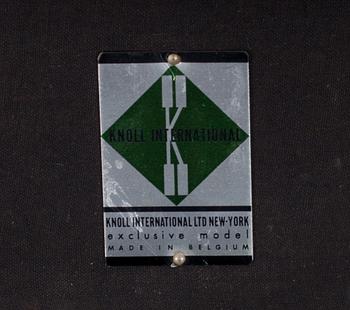 K
KNOLL INTERNATIONAL
KNOLL INTERNATIONAL LTD NEW-YORK
exclusive model
MADE IN BELGIUM